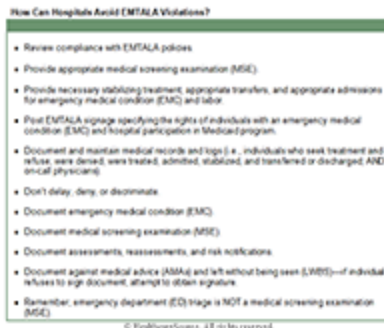 How Can Hospitals Avoid EMTALA Violations?
• Review compliance with EMTALA policies.
• Provide appropriate medical screening examination (MSE).
• Provide necessary stabilizing treatment, appropriate transfers, and appropriate admissions
for emergency medical condition (EMC) and labor.
• Post EMTALA signage specifying the rights of individuals with an emergency medical
condition (EMC) and hospital participation in Medicaid program.
• Document and maintain medical records and logs (i.e., individuals who seek treatment and
refuse, were denied, were treated, admitted, stabilized, and transferred or discharged; AND
on-call physicians).
• Don't delay, deny, or discriminate.
• Document emergency medical condition (EMC).
• Document medical screening examination (MSE).
• Document assessments, reassessments, and risk notifications.
• Document against medical advice (AMAs) and left without being seen (LWBS)—if individual
refuses to sign document, attempt to obtain signature.
• Remember, emergency department (ED) triage is NOT a medical screening examination
(MSE).
All rights reserved.